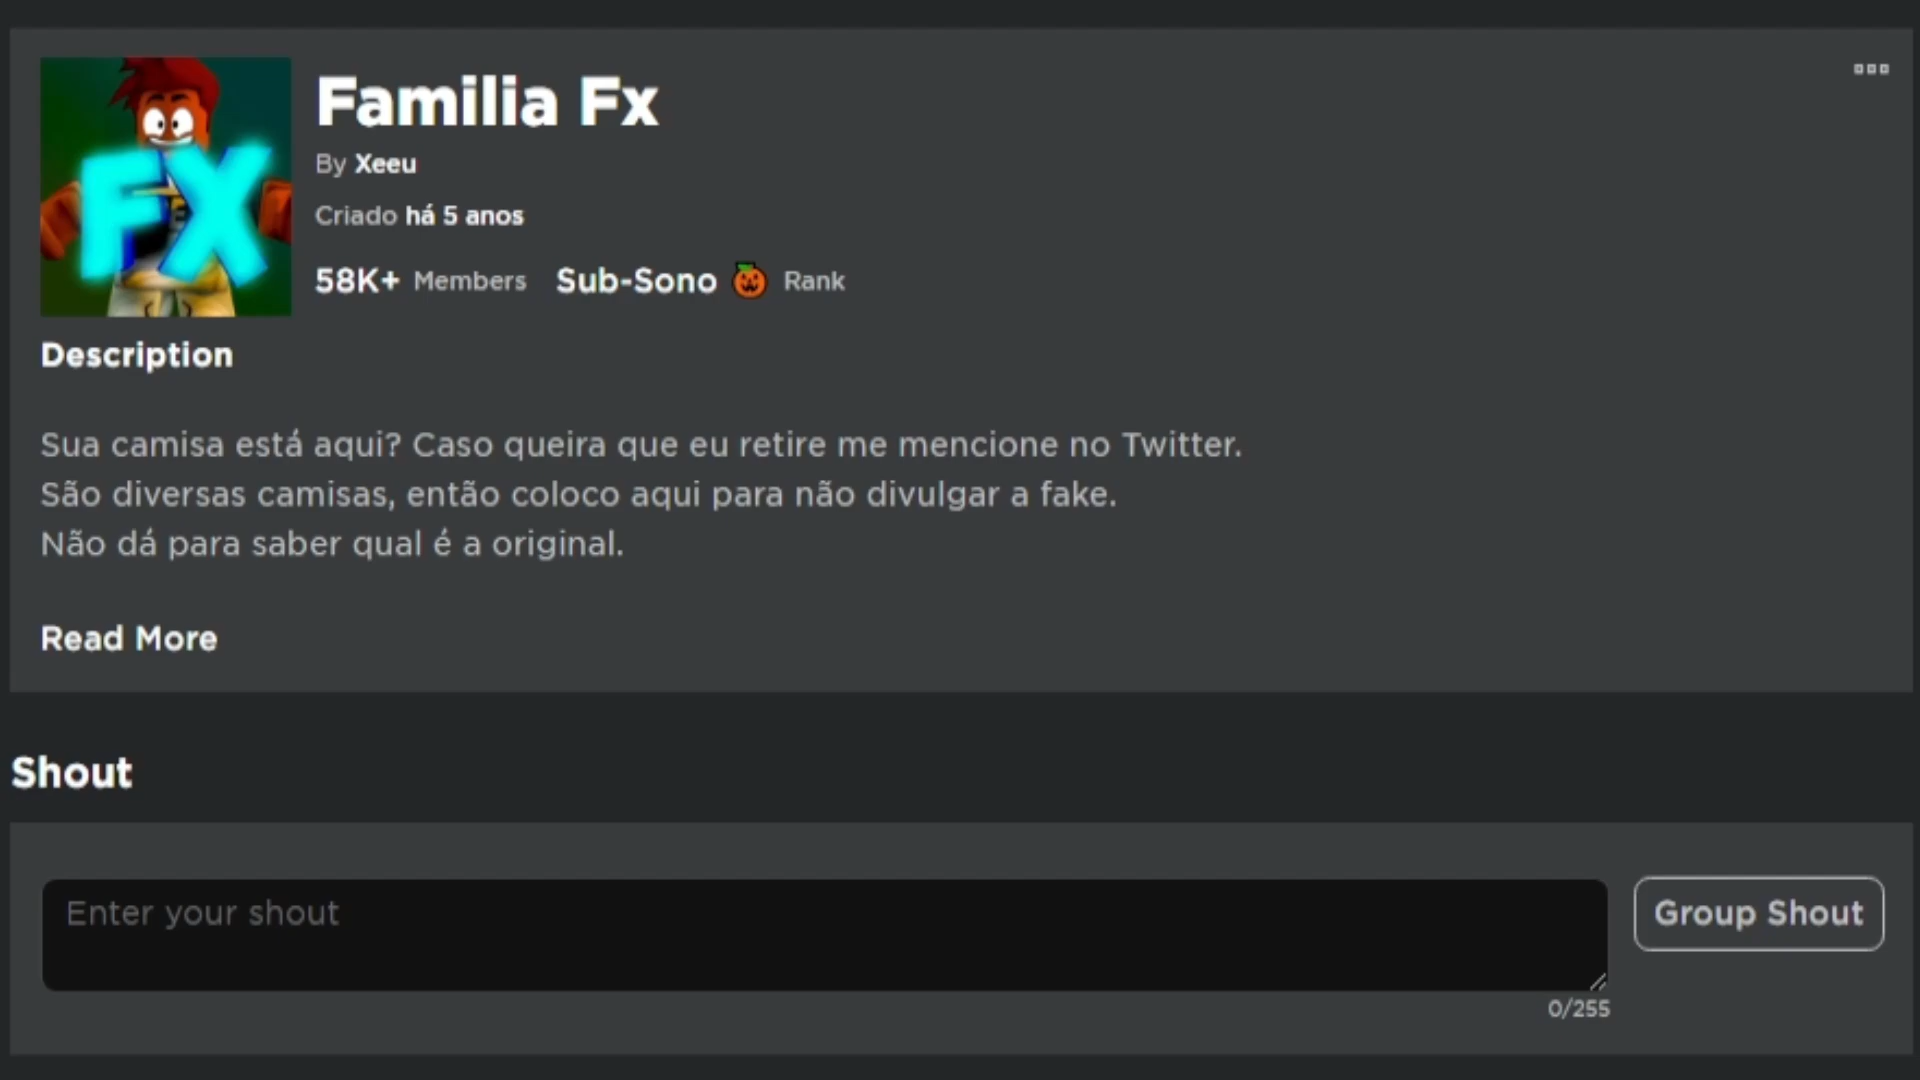 FX
Familia Fx
By Xeeu
Criado há 5 anos
58K+ Members Sub-Sono 🎃 Rank
Description
Sua camisa está aqui? Caso queira que eu retire me mencione no Twitter.
São diversas camisas, então coloco aqui para não divulgar a fake.
Não dá para saber qual é a original.
Read More
Shout
Enter your shout
Group Shout
0/255